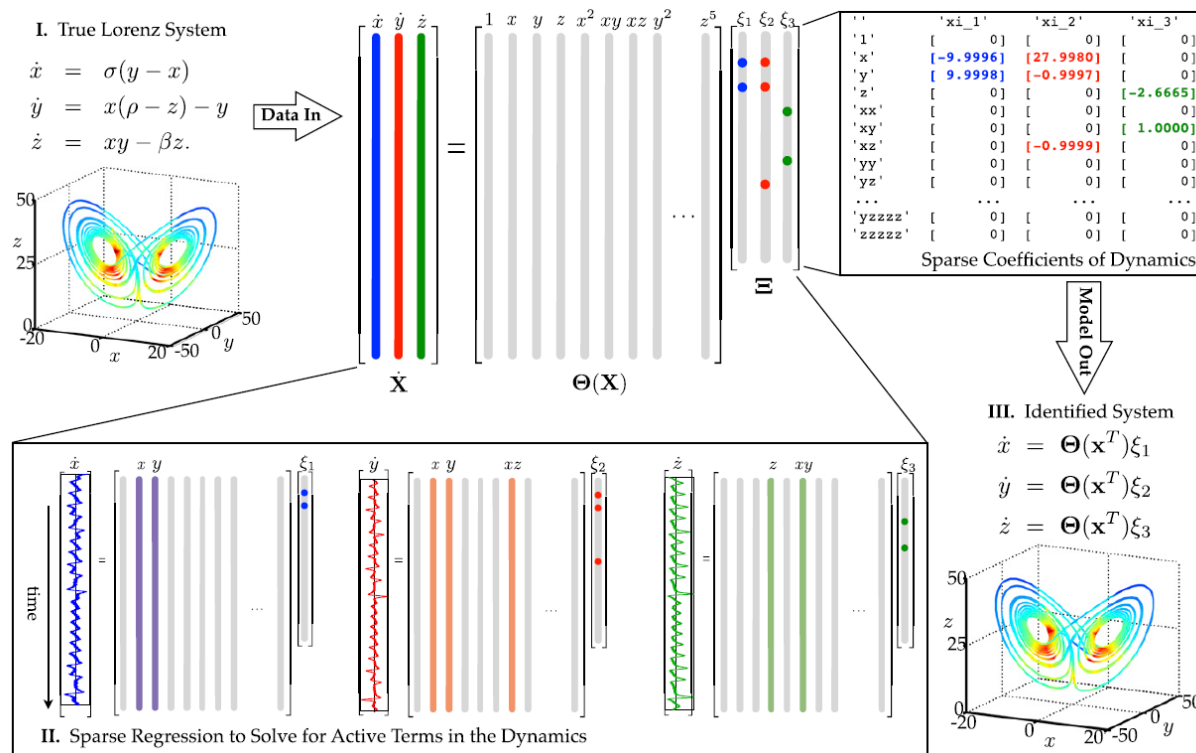 I. True Lorenz System
ẋ = σ(y − x)
ẏ = x(ρ − z) − y
ż = xy − βz.
Data In
z
50
25
0
-20
0
x
20
-50
0
y
50
ẋ ẏ ż
=
1 x y z x² xy xz y² z⁵
...
ξ₁ ξ₂ ξ₃
Ẋ
Θ(X)
Ξ
'' 'xi_1' 'xi_2' 'xi_3'
'1' [ 0] [ 0] [ 0]
'x' [-9.9996] [27.9980] [ 0]
'y' [ 9.9998] [-0.9997] [ 0]
'z' [ 0] [ 0] [-2.6665]
'xx' [ 0] [ 0] [ 0]
'xy' [ 0] [ 0] [ 1.0000]
'xz' [ 0] [-0.9999] [ 0]
'yy' [ 0] [ 0] [ 0]
'yz' [ 0] [ 0] [ 0]
... ... ... ...
'yzzzz' [ 0] [ 0] [ 0]
'zzzzz' [ 0] [ 0] [ 0]
Sparse Coefficients of Dynamics
Model Out
time
ẋ = x y ... ξ₁
ẏ = x y xz ... ξ₂
ż = z xy ... ξ₃
II. Sparse Regression to Solve for Active Terms in the Dynamics
III. Identified System
ẋ = Θ(xᵀ)ξ₁
ẏ = Θ(xᵀ)ξ₂
ż = Θ(xᵀ)ξ₃
z
50
25
0
-20
0
x
20
-50
0
y
50